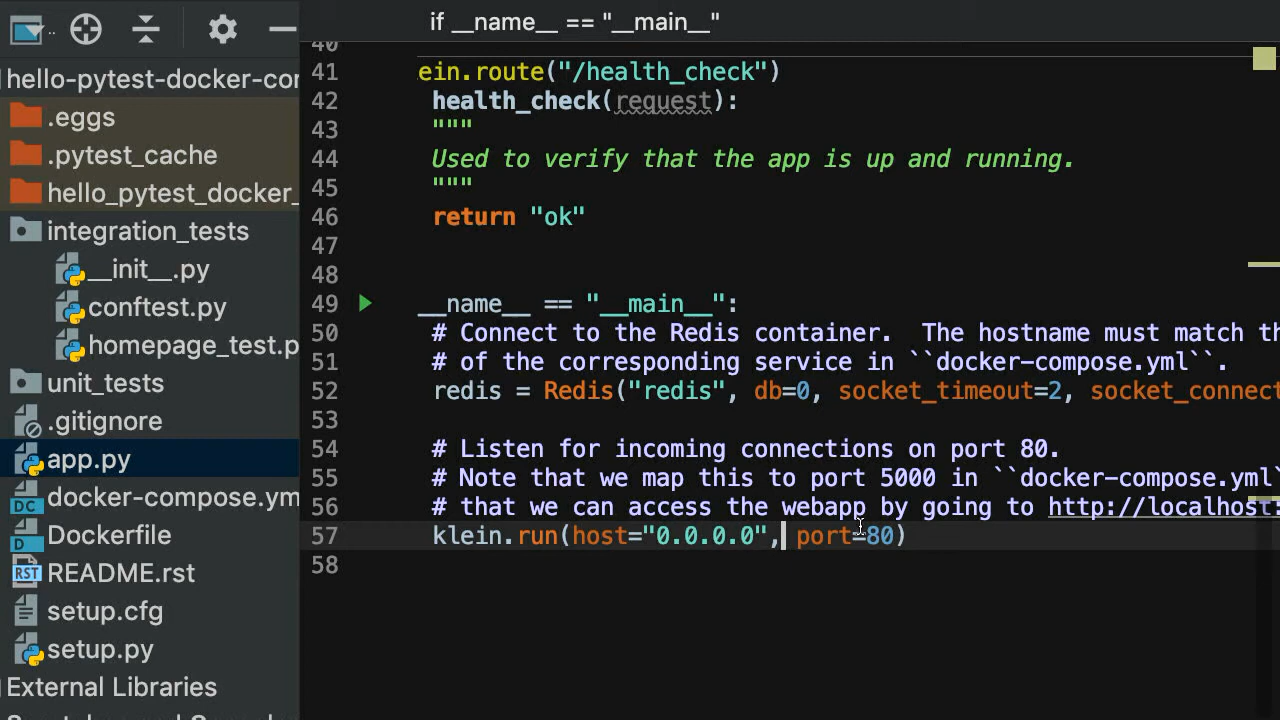 if __name__ == "__main__"
hello-pytest-docker-con
.eggs
.pytest_cache
hello_pytest_docker_
integration_tests
__init__.py
conftest.py
homepage_test.p
unit_tests
.gitignore
app.py
docker-compose.ym
Dockerfile
README.rst
setup.cfg
setup.py
External Libraries
40
41 ein.route("/health_check")
42 health_check(request):
43 """
44 Used to verify that the app is up and running.
45 """
46 return "ok"
47
48
49 __name__ == "__main__":
50 # Connect to the Redis container.  The hostname must match th
51 # of the corresponding service in ``docker-compose.yml``.
52 redis = Redis("redis", db=0, socket_timeout=2, socket_connect
53
54 # Listen for incoming connections on port 80.
55 # Note that we map this to port 5000 in ``docker-compose.yml`
56 # that we can access the webapp by going to http://localhost:
57 klein.run(host="0.0.0.0", port=80)
58